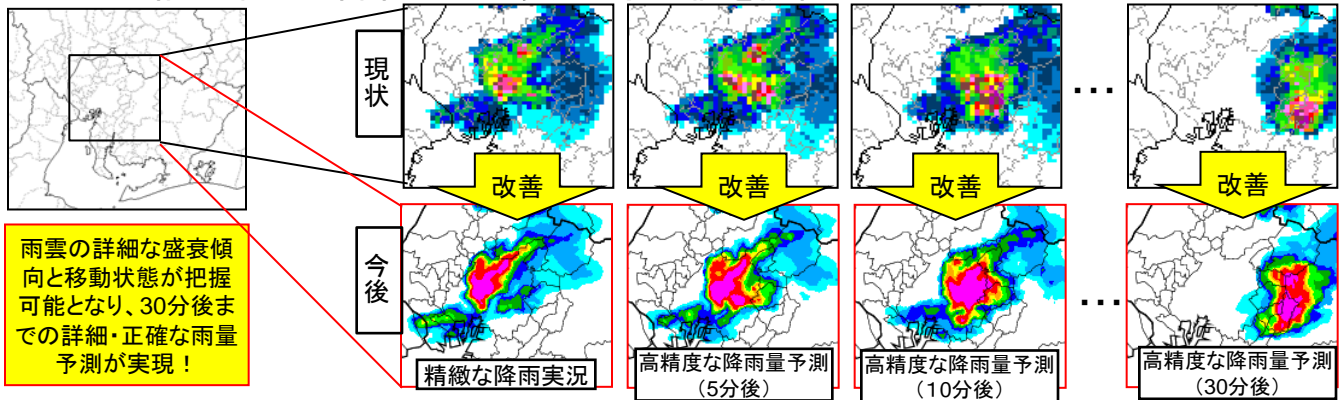 現状
改善
改善
改善
改善
・・・
雨雲の詳細な盛衰傾
向と移動状態が把握
可能となり、30分後ま
での詳細・正確な雨量
予測が実現！
今後
・・・
精緻な降雨実況
高精度な降雨量予測
（5分後）
高精度な降雨量予測
（10分後）
高精度な降雨量予測
（30分後）